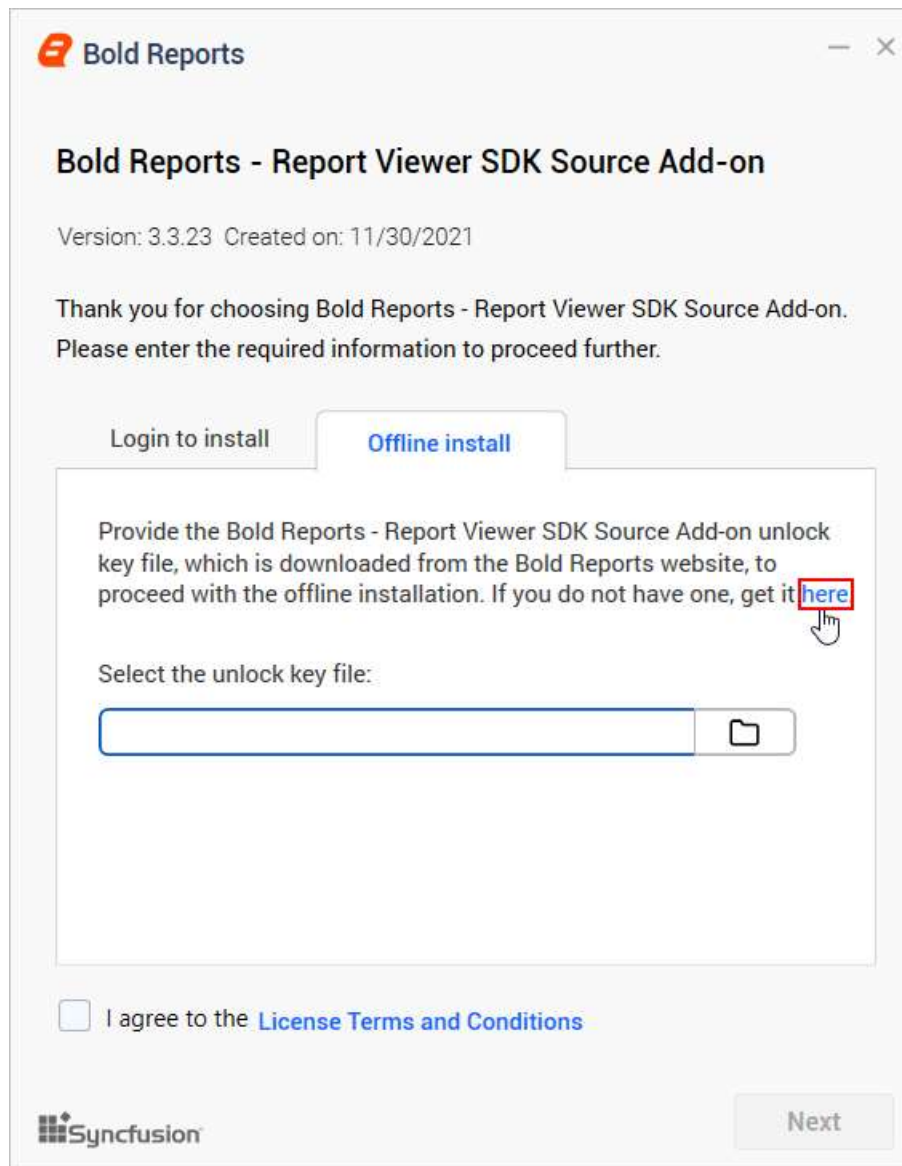 Bold Reports
Bold Reports - Report Viewer SDK Source Add-on
Version: 3.3.23 Created on: 11/30/2021
Thank you for choosing Bold Reports - Report Viewer SDK Source Add-on.
Please enter the required information to proceed further.
Login to install
Offline install
Provide the Bold Reports - Report Viewer SDK Source Add-on unlock
key file, which is downloaded from the Bold Reports website, to
proceed with the offline installation. If you do not have one, get it here.
Select the unlock key file:
I agree to the License Terms and Conditions
Syncfusion
Next